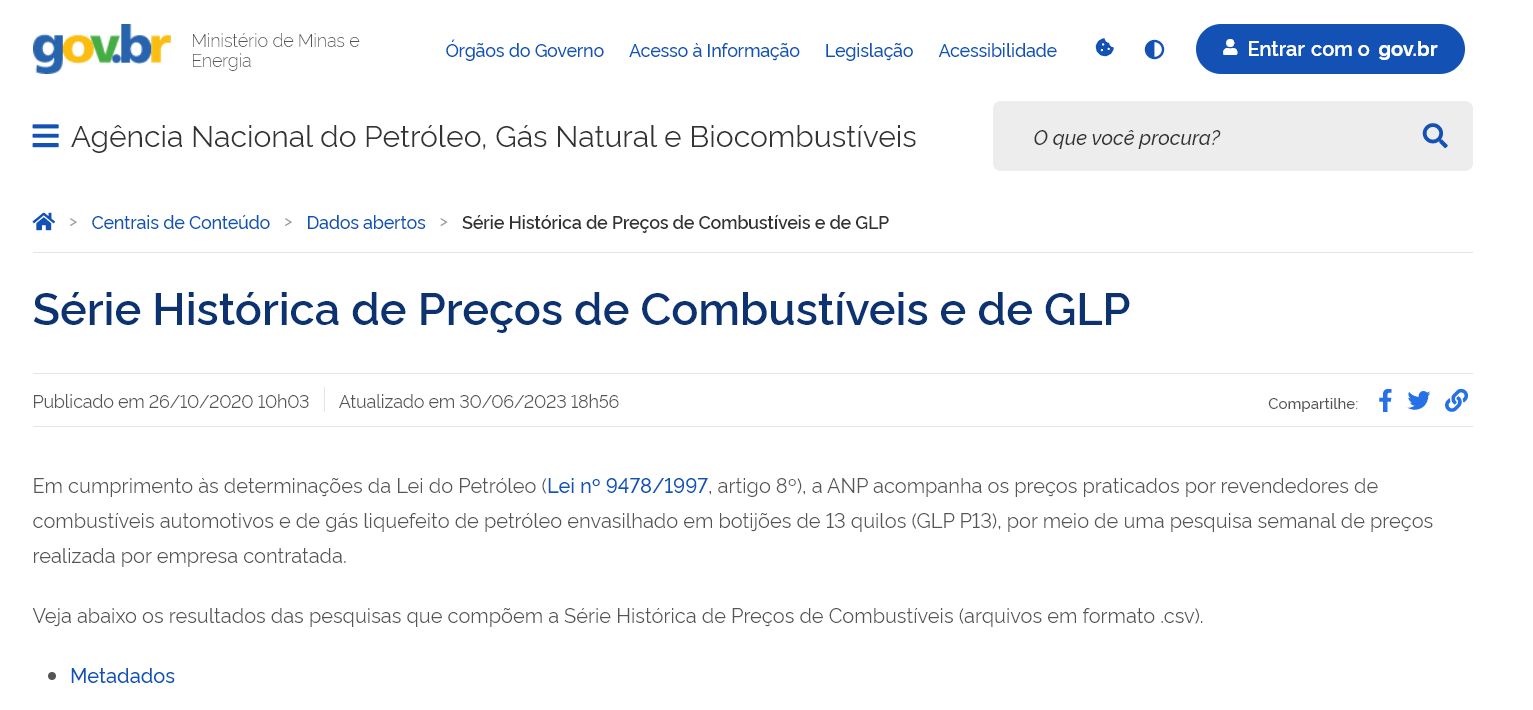 gov.br
Ministério de Minas e
Energia
Órgãos do Governo Acesso à Informação Legislação Acessibilidade
Entrar com o gov.br
Agência Nacional do Petróleo, Gás Natural e Biocombustíveis
O que você procura?
> Centrais de Conteúdo > Dados abertos > Série Histórica de Preços de Combustíveis e de GLP
Série Histórica de Preços de Combustíveis e de GLP
Publicado em 26/10/2020 10h03 Atualizado em 30/06/2023 18h56
Compartilhe:
Em cumprimento às determinações da Lei do Petróleo (Lei nº 9478/1997, artigo 8º), a ANP acompanha os preços praticados por revendedores de
combustíveis automotivos e de gás liquefeito de petróleo envasilhado em botijões de 13 quilos (GLP P13), por meio de uma pesquisa semanal de preços
realizada por empresa contratada.
Veja abaixo os resultados das pesquisas que compõem a Série Histórica de Preços de Combustíveis (arquivos em formato .csv).
Metadados